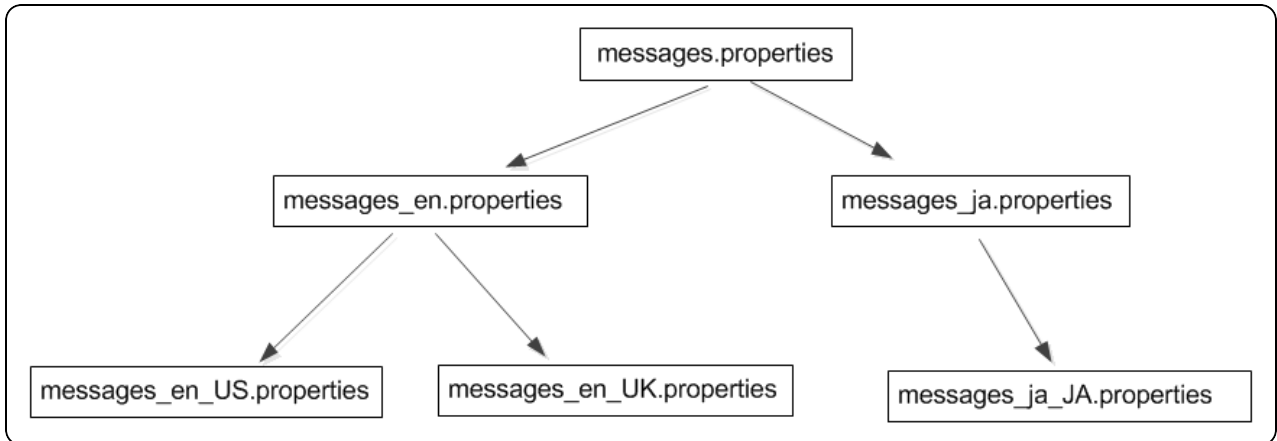 messages.properties
messages_en.properties
messages_ja.properties
messages_en_US.properties
messages_en_UK.properties
messages_ja_JA.properties